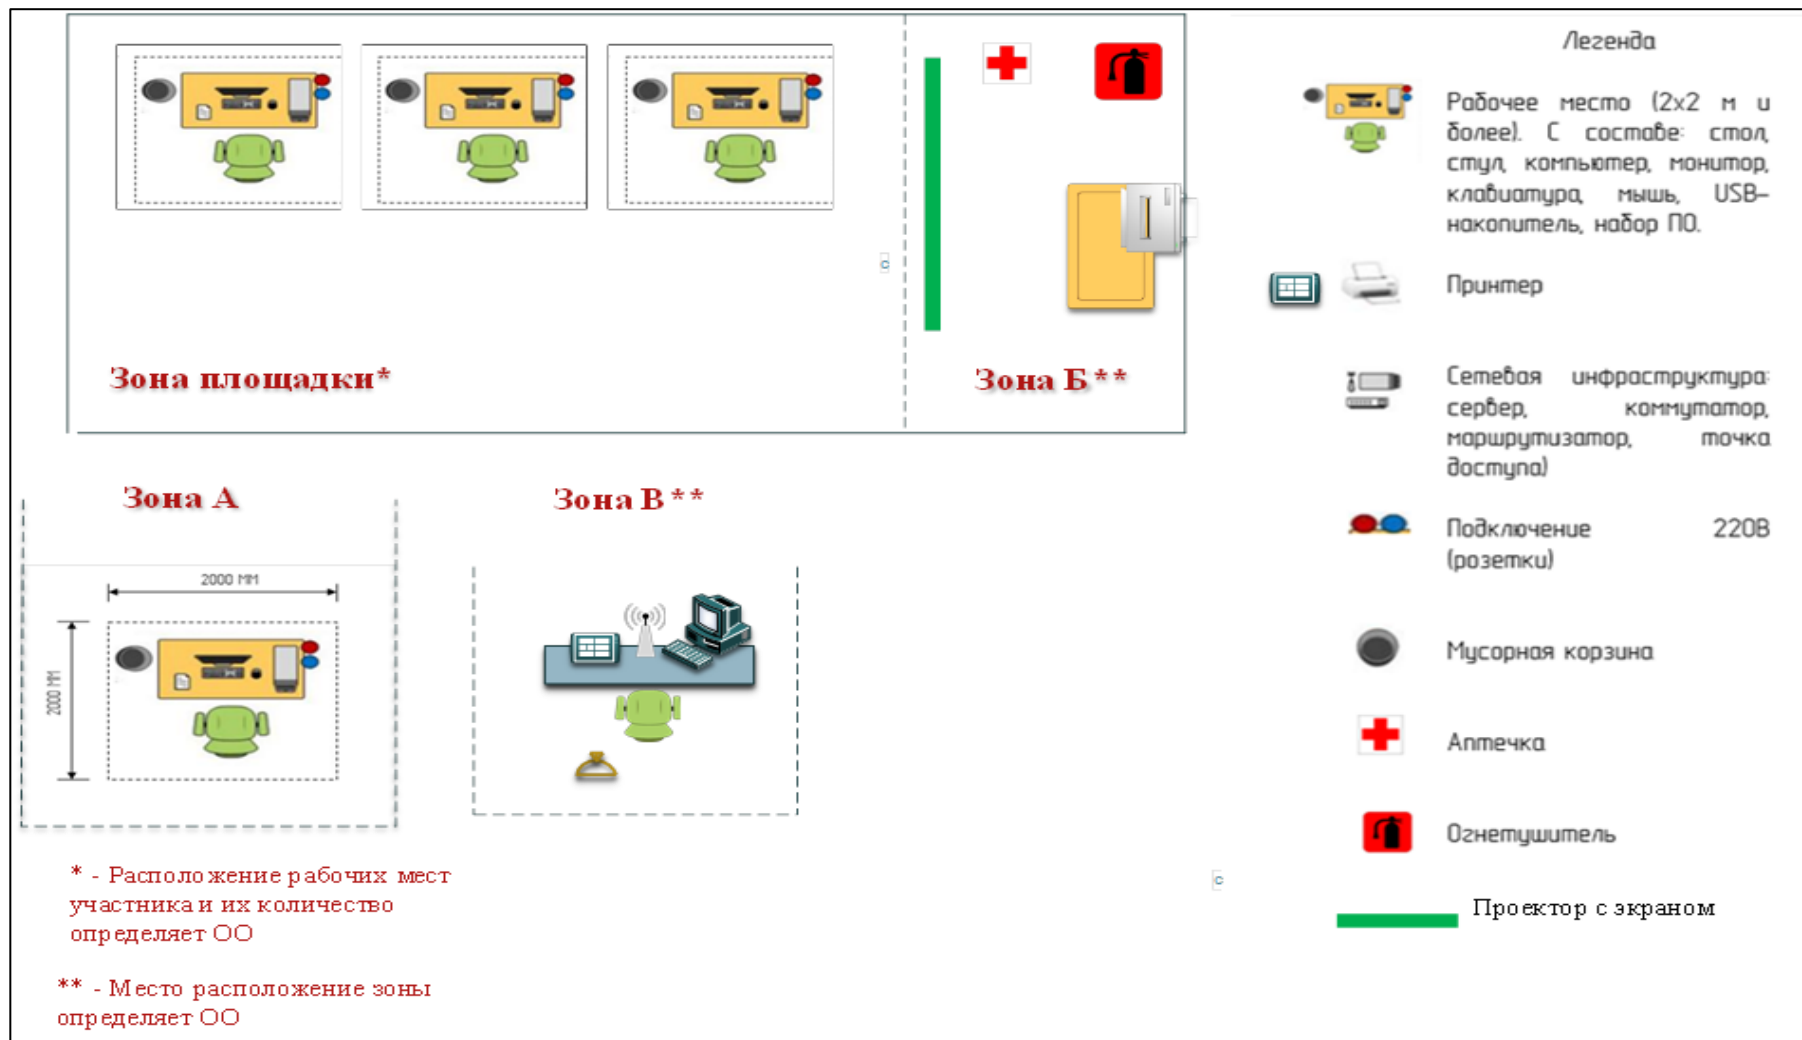 Зона площадки*
Зона Б**
с
Зона А
Зона В**
2000 мм
2000 мм
* - Расположение рабочих мест
участника и их количество
определяет ОО
** - Место расположение зоны
определяет ОО
с
Легенда
Рабочее место (2х2 м и
более). С составе: стол,
стул, компьютер, монитор,
клавиатура, мышь, USB-
накопитель, набор ПО.
Принтер
Сетевая инфраструктура:
сервер, коммутатор,
маршрутизатор, точка
доступа)
Подключение 220В
(розетки)
Мусорная корзина
Аптечка
Огнетушитель
Проектор с экраном